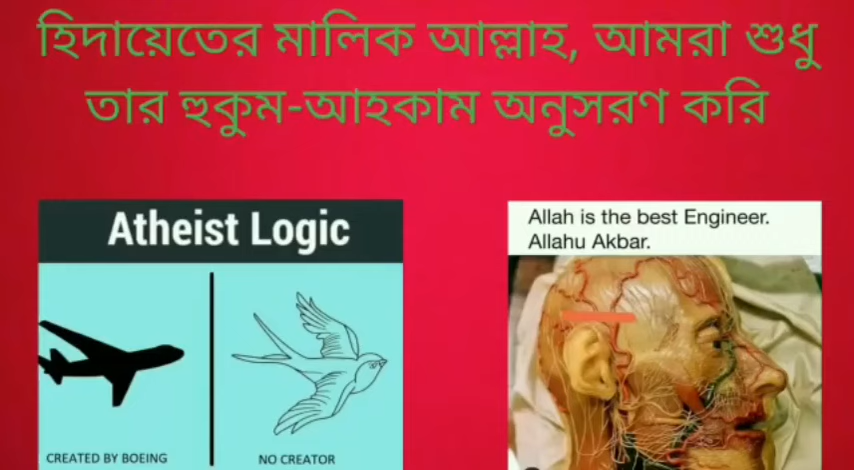 হিদায়েতের মালিক আল্লাহ, আমরা শুধু
তার হুকুম-আহকাম অনুসরণ করি
Atheist Logic
CREATED BY BOEING
NO CREATOR
Allah is the best Engineer.
Allahu Akbar.